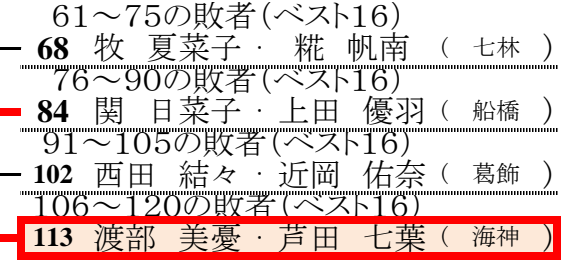 61～75の敗者(ベスト16)
68 牧 夏菜子・ 糀 帆南 ( 七林 )
76～90の敗者(ベスト16)
84 関 日菜子・上田 優羽 ( 船橋 )
91～105の敗者(ベスト16)
102 西田 結々・近岡 佑奈 ( 葛飾 )
106～120の敗者(ベスト16)
113 渡部 美憂・芦田 七葉 ( 海神 )